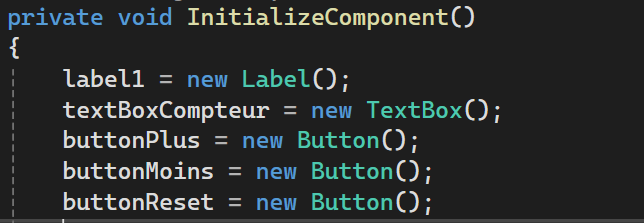 private void InitializeComponent()
{
label1 = new Label();
textBoxCompteur = new TextBox();
buttonPlus = new Button();
buttonMoins = new Button();
buttonReset = new Button();